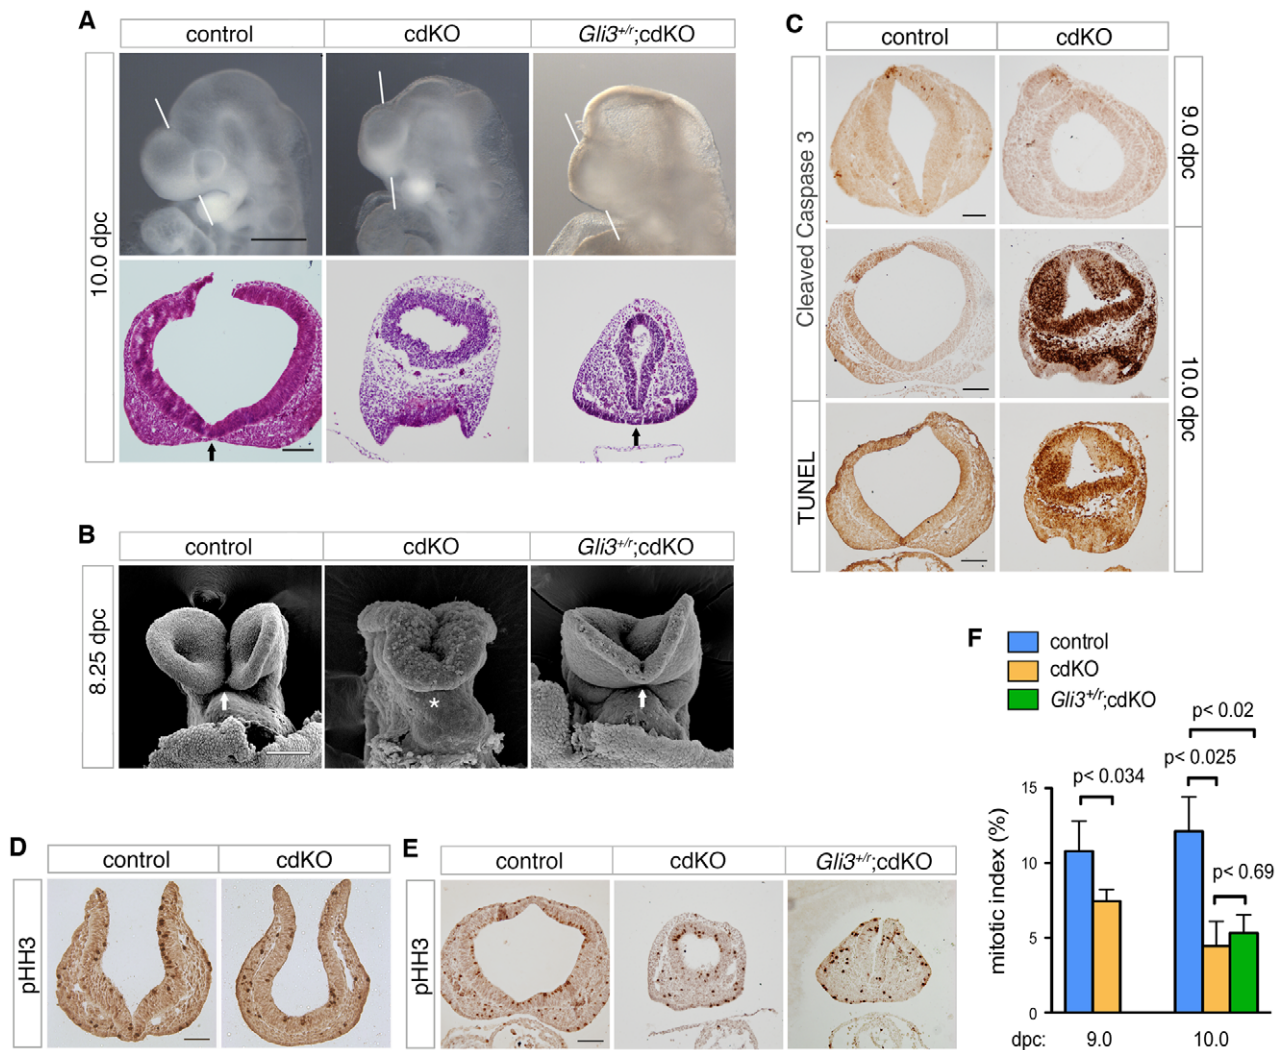 A
control
cdKO
Gli3+/r;cdKO
10.0 dpc
B
control
cdKO
Gli3+/r;cdKO
8.25 dpc
*
C
control
cdKO
Cleaved Caspase 3
TUNEL
9.0 dpc
10.0 dpc
D
control
cdKO
pHH3
E
control
cdKO
Gli3+/r;cdKO
pHH3
F
control
cdKO
Gli3+/r;cdKO
p< 0.02
p< 0.025
p< 0.034
p< 0.69
mitotic index (%)
15
10
5
0
dpc:
9.0
10.0